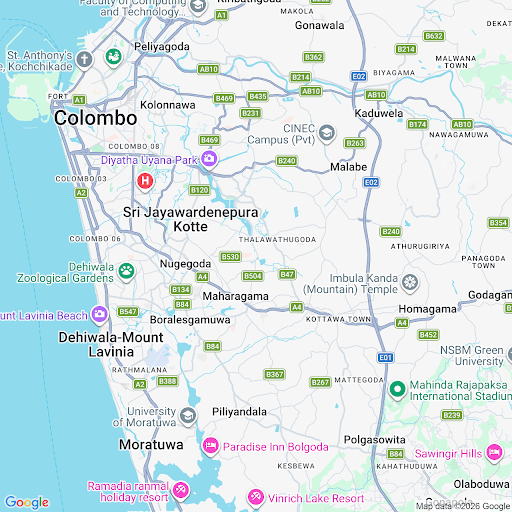 Faculty of Computing
and Technology
Kiribathgoda
MAKOLA
Gonawala
B632
Peliyagoda
B362
B435
MALWANA
TOWN
St. Anthony's
e, Kochchikade
AB10
B214
BIYAGAMA
E02
FORT
A1
B469
B435
AB10
B214
Kolonnawa
B231
AB10
Colombo
Kaduwela
CINEC
Campus (Pvt)
B174
AB10
NAWAGAMUWA
B469
B263
COLOMBO 08
Diyatha Uyana Park
B240
Malabe
COLOMBO 03
A2
H
B120
E02
Sri Jayawardenepura
Kotte
B354
COLOMBO 06
THALAWATHUGODA
B240
ATHURUGIRIYA
B530
PANAGODA
TOWN
Dehiwala
Zoological Gardens
Nugegoda
A4
B504
B47
Imbula Kanda
(Mountain) Temple
B134
Maharagama
Godagama
B84
A4
Homagama
unt Lavinia Beach
B547
Boralesgamuwa
KOTTAWA TOWN
A4
B452
Dehiwala-Mount
Lavinia
B84
E01
NSBM Green
University
RATHMALANA
A2
B388
B367
B267
MATTEGODA
Mahinda Rajapaksa
International Stadium
University
of Moratuwa
Piliyandala
B239
Moratuwa
Paradise Inn Bolgoda
Polgasowita
B84
Sawingir Hills
KESBEWA
KAHATHUDUWA
Ramadia ranmal
holiday resort
Vinrich Lake Resort
Olaboduwa
Google
Map data ©2026 Google